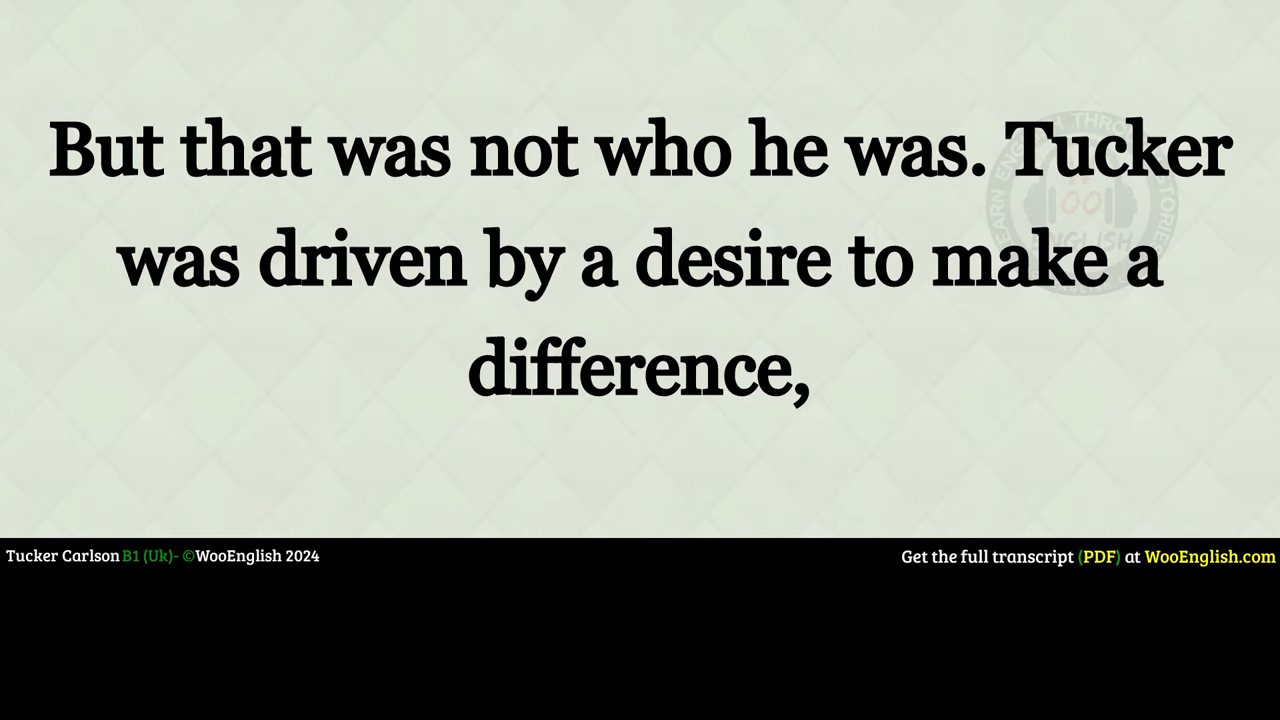 But that was not who he was. Tucker
was driven by a desire to make a
difference,
Tucker Carlson B1 (Uk)- ©WooEnglish 2024
Get the full transcript (PDF) at WooEnglish.com